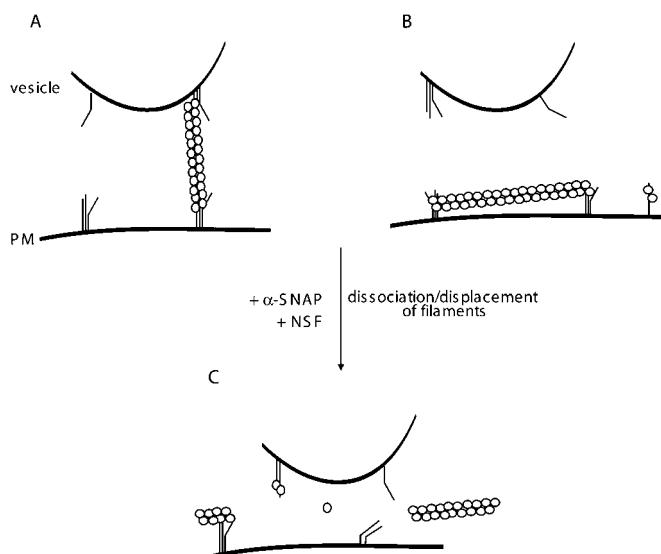 A
B
vesicle
PM
+ α-SNAP
+ NSF
dissociation/displacement
of filaments
C